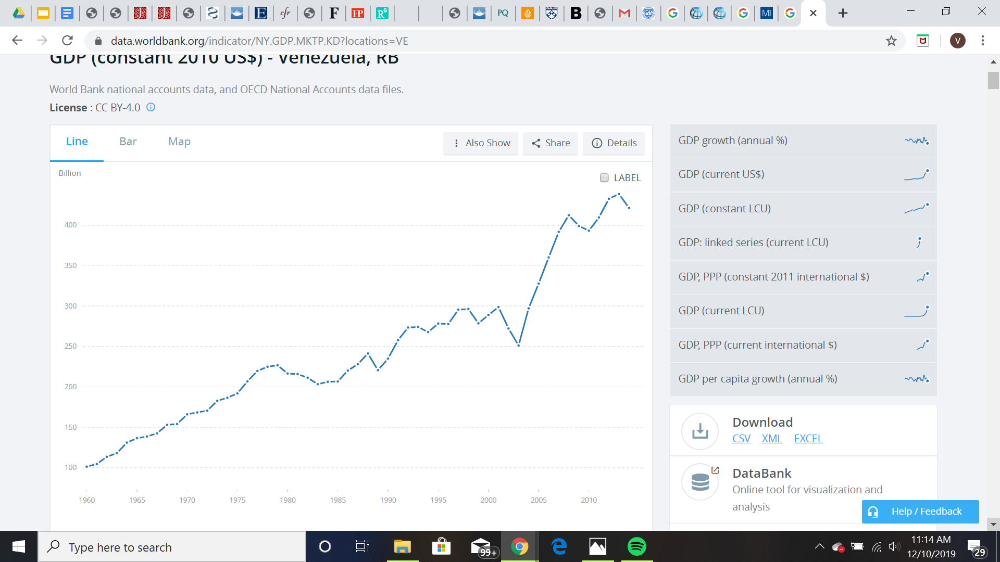 cfr
F
PQ
B
MI
data.worldbank.org/indicator/NY.GDP.MKTP.KD?locations=VE
V
GDP (constant 2010 US$) - Venezuela, RB
World Bank national accounts data, and OECD National Accounts data files.
License : CC BY-4.0
Line Bar Map
Also Show Share Details
Billion
LABEL
400
350
300
250
200
150
100
1960 1965 1970 1975 1980 1985 1990 1995 2000 2005 2010
GDP growth (annual %)
GDP (current US$)
GDP (constant LCU)
GDP: linked series (current LCU)
GDP, PPP (constant 2011 international $)
GDP (current LCU)
GDP, PPP (current international $)
GDP per capita growth (annual %)
Download
CSV XML EXCEL
DataBank
Online tool for visualization and
analysis
Help / Feedback
Type here to search
99+
11:14 AM
12/10/2019
29